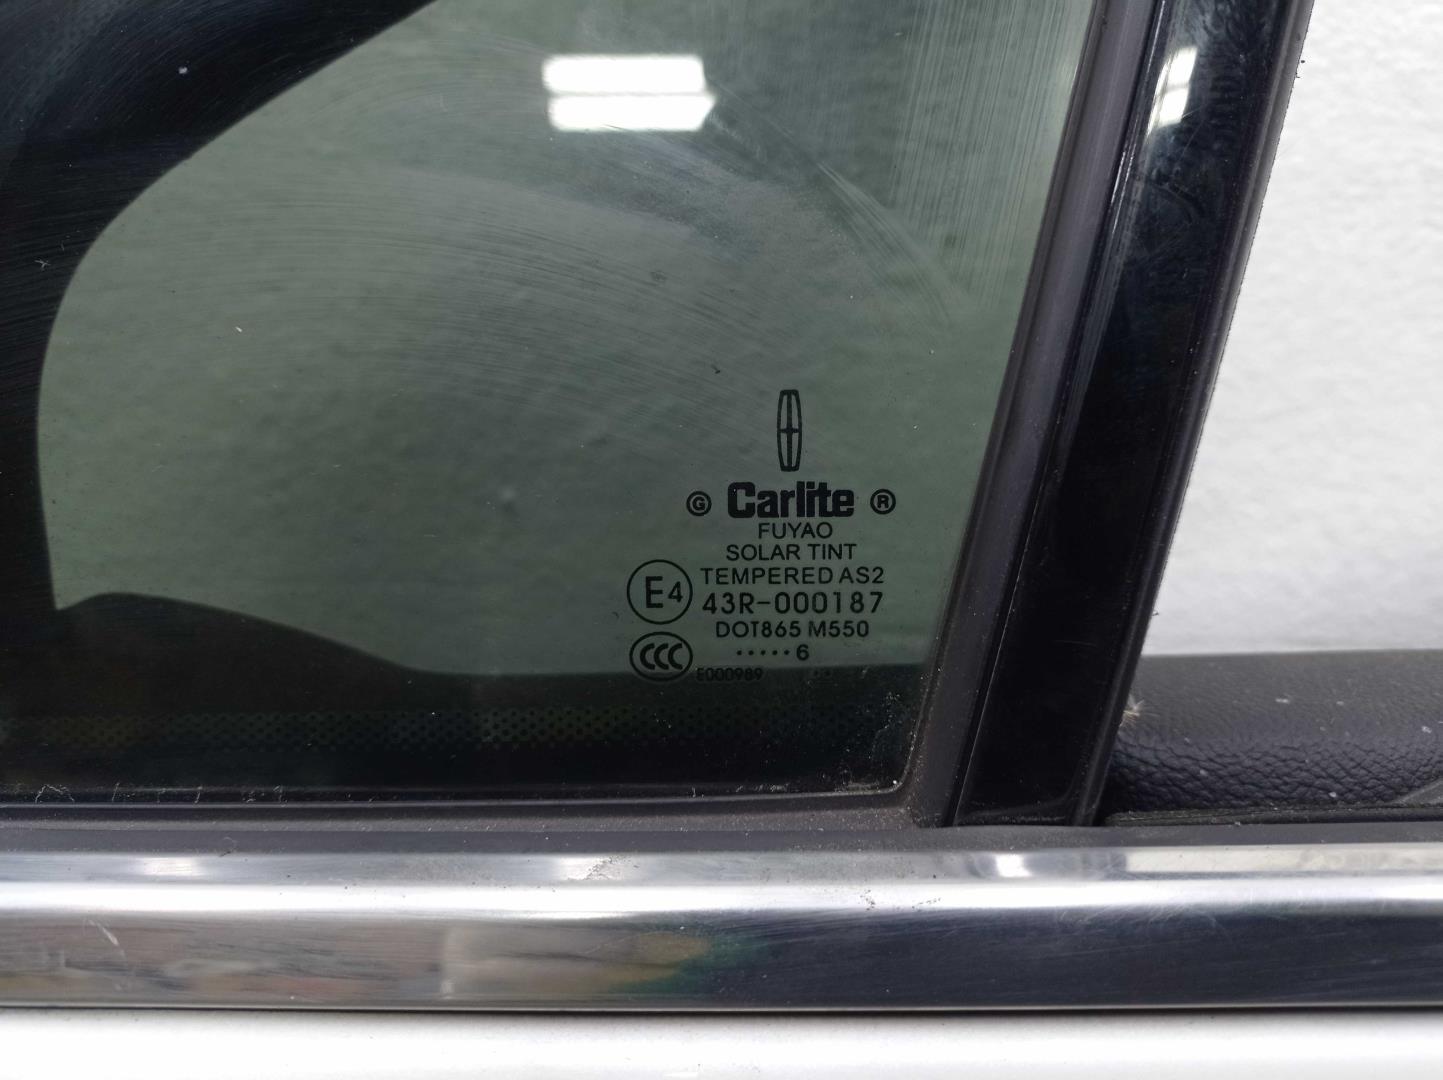 G Carlite ®
FUYAO
SOLAR TINT
TEMPERED AS2
E4 43R-000187
DOT865 M550
CCC ·····6
E000989 ··